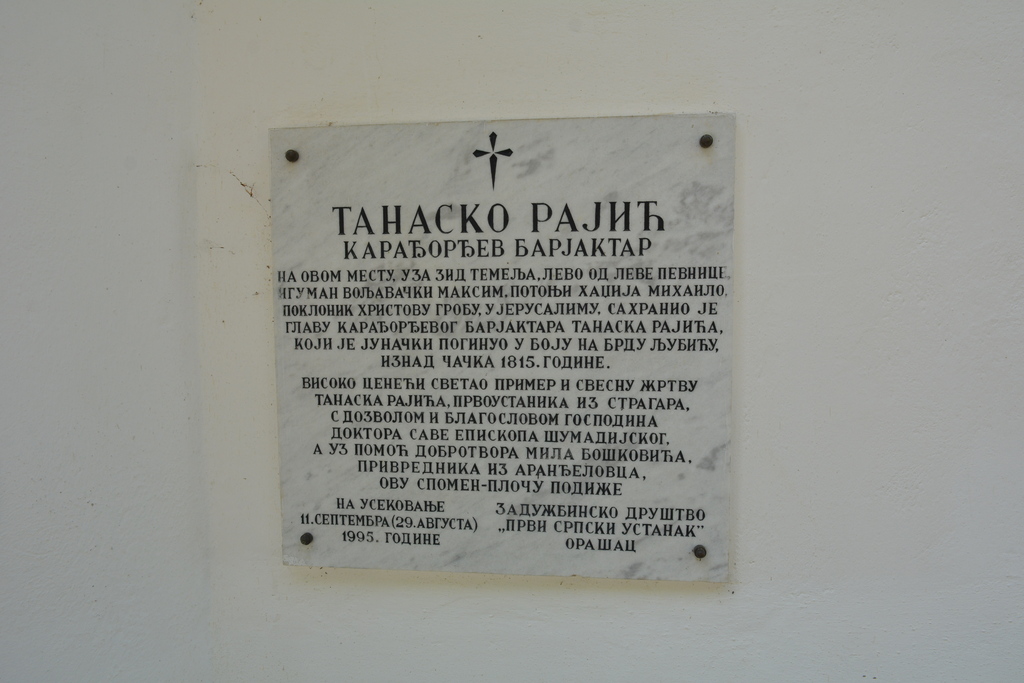 ТАНАСКО РАЈИЋ
КАРАЂОРЂЕВ БАРЈАКТАР
НА ОВОМ МЕСТУ, УЗА ЗИД ТЕМЕЉА, ЛЕВО ОД ЛЕВЕ ПЕВНИЦЕ,
ИГУМАН ВОЉАВАЧКИ МАКСИМ, ПОТОЊИ ХАЏИЈА МИХАИЛО,
ПОКЛОНИК ХРИСТОВУ ГРОБУ, У ЈЕРУСАЛИМУ, САХРАНИО ЈЕ
ГЛАВУ КАРАЂОРЂЕВОГ БАРЈАКТАРА ТАНАСКА РАЈИЋА,
КОЈИ ЈЕ ЈУНАЧКИ ПОГИНУО У БОЈУ НА БРДУ ЉУБИЋУ,
ИЗНАД ЧАЧКА 1815. ГОДИНЕ.
ВИСОКО ЦЕНЕЋИ СВЕТАО ПРИМЕР И СВЕСНУ ЖРТВУ
ТАНАСКА РАЈИЋА, ПРВОУСТАНИКА ИЗ СТРАГАРА,
С ДОЗВОЛОМ И БЛАГОСЛОВОМ ГОСПОДИНА
ДОКТОРА САВЕ ЕПИСКОПА ШУМАДИЈСКОГ,
А УЗ ПОМОЋ ДОБРОТВОРА МИЛА БОШКОВИЋА,
ПРИВРЕДНИКА ИЗ АРАНЂЕЛОВЦА,
ОВУ СПОМЕН-ПЛОЧУ ПОДИЖЕ
НА УСЕКОВАЊЕ
11. СЕПТЕМБРА (29. АВГУСТА)
1995. ГОДИНЕ
ЗАДУЖБИНСКО ДРУШТВО
„ПРВИ СРПСКИ УСТАНАК"
ОРАШАЦ